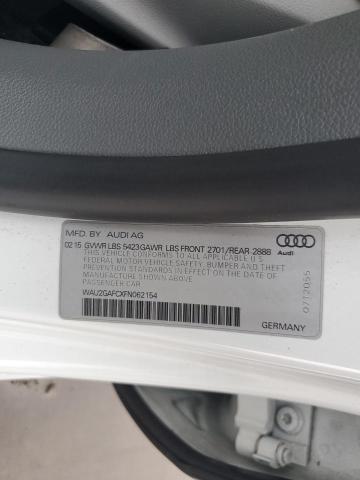 MFD. BY AUDI AG
02 15 GVWR LBS 5423 GAWR LBS FRONT 2701/REAR 2888
THIS VEHICLE CONFORMS TO ALL APPLICABLE U.S.
FEDERAL MOTOR VEHICLE SAFETY, BUMPER AND THEFT
PREVENTION STANDARDS IN EFFECT ON THE DATE OF
MANUFACTURE SHOWN ABOVE
PASSENGER CAR
WAU2GAFCXFN062154
Audi
GERMANY